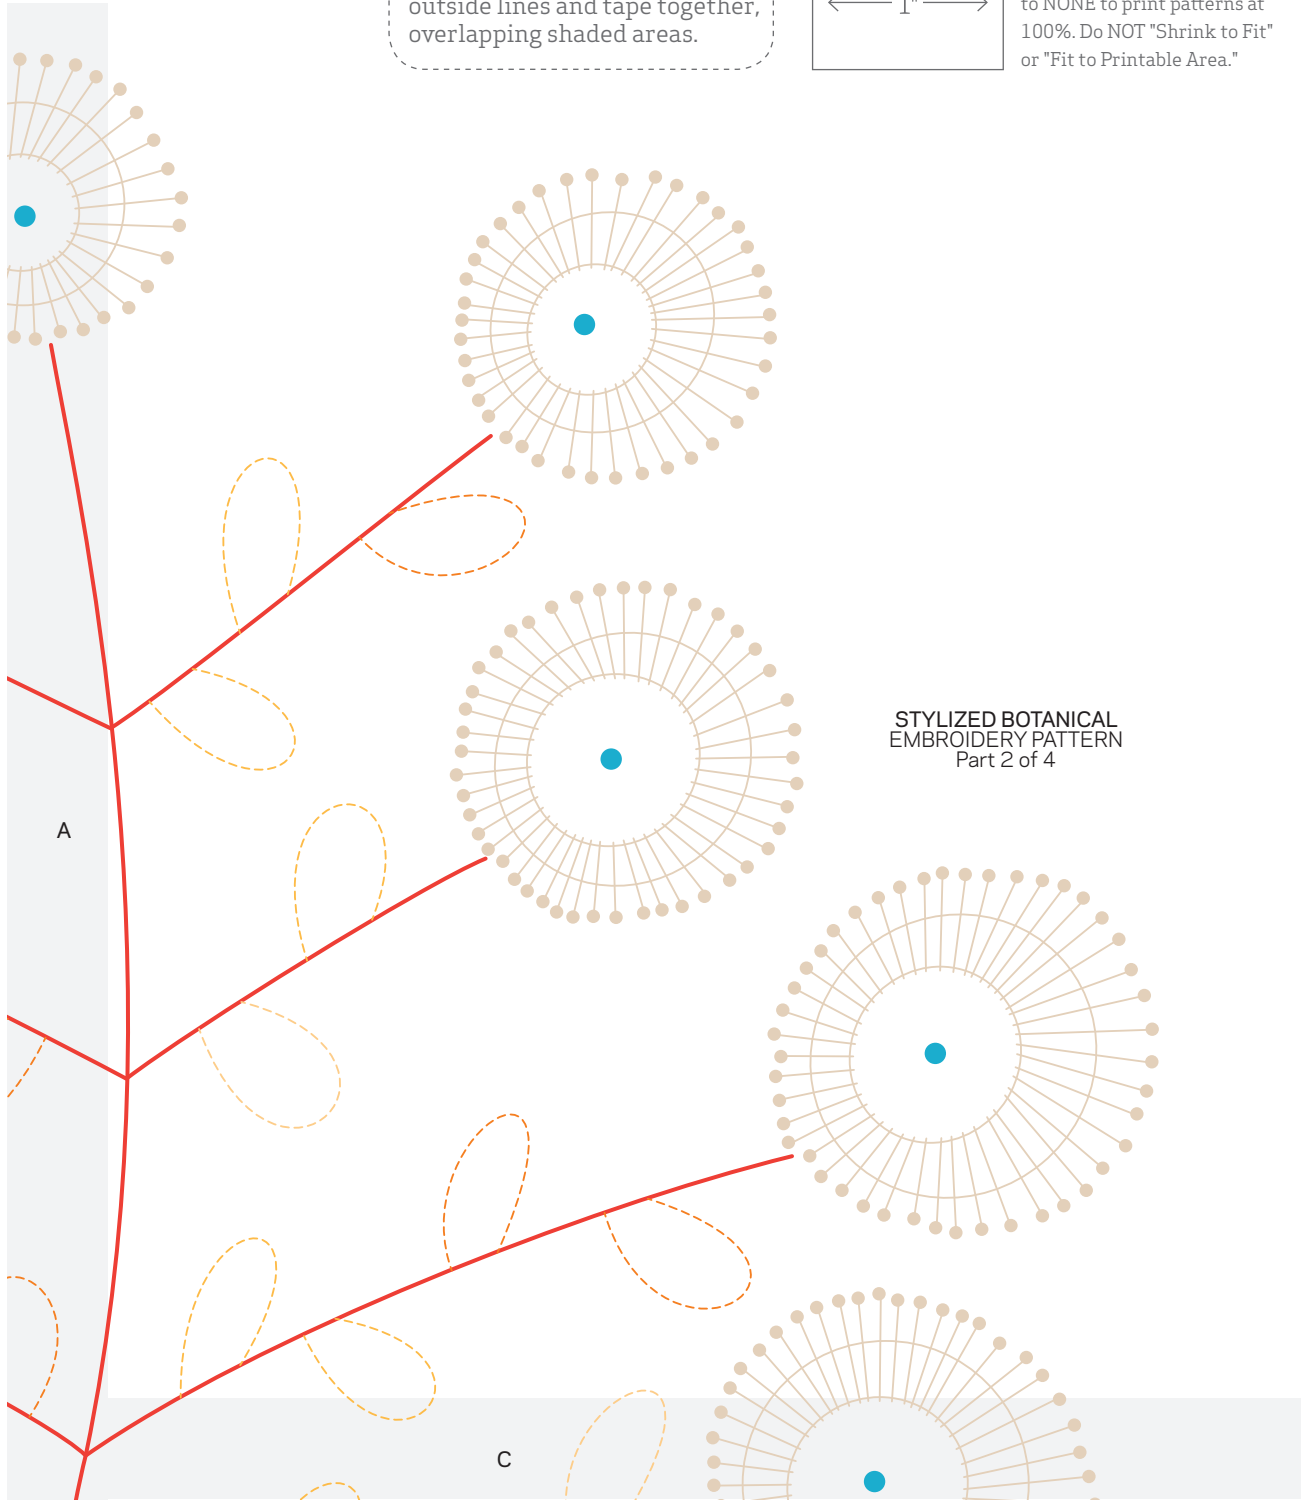 outside lines and tape together,
overlapping shaded areas.
1"
to NONE to print patterns at
100%. Do NOT "Shrink to Fit"
or "Fit to Printable Area."
STYLIZED BOTANICAL
EMBROIDERY PATTERN
Part 2 of 4
A
C